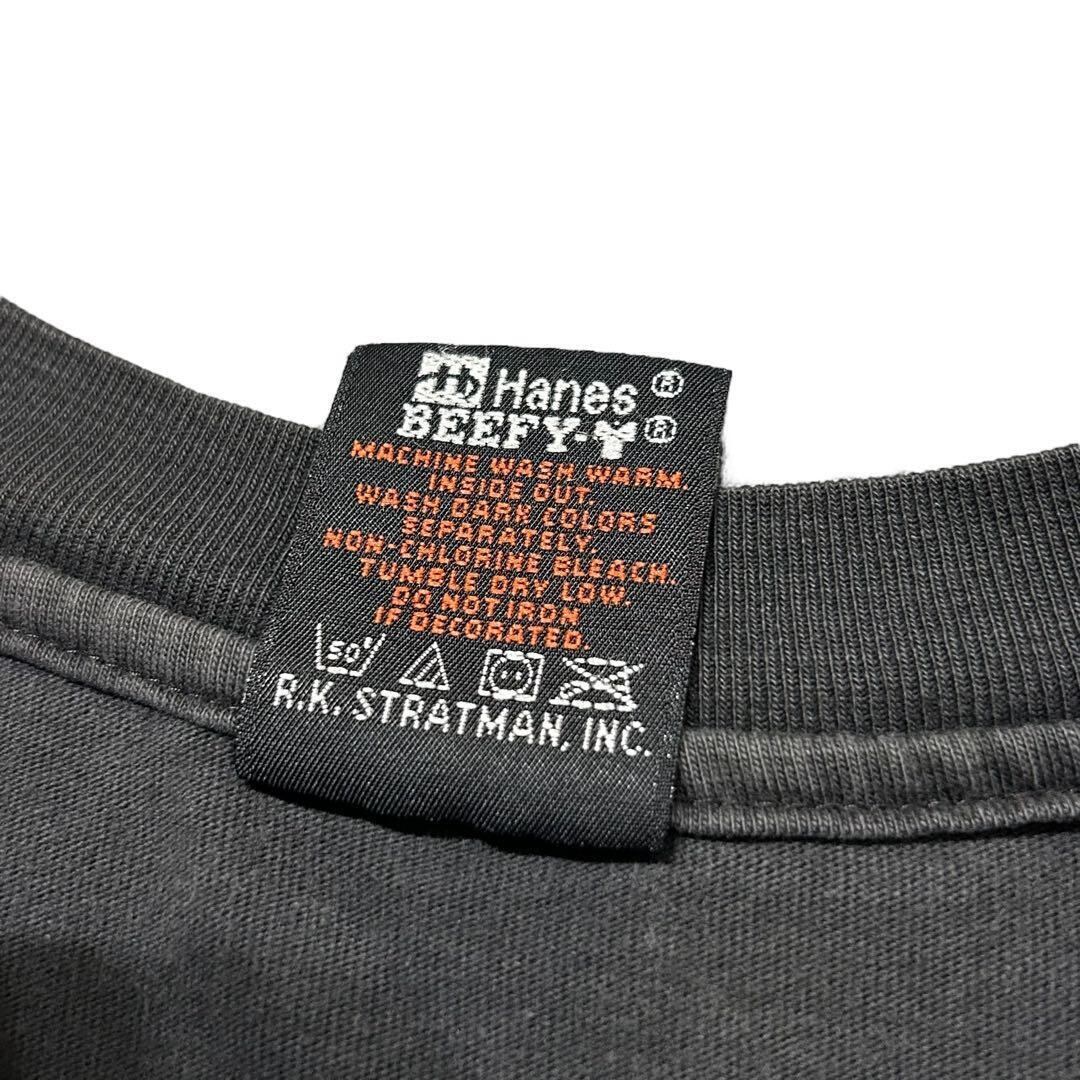 Hanes®
BEEFY-T®
MACHINE WASH WARM,
INSIDE OUT
WASH DARK COLORS
SEPARATELY.
NON-CHLORINE BLEACH.
TUMBLE DRY LOW.
DO NOT IRON
IF DECORATED.
50°
R.K. STRATMAN, INC.